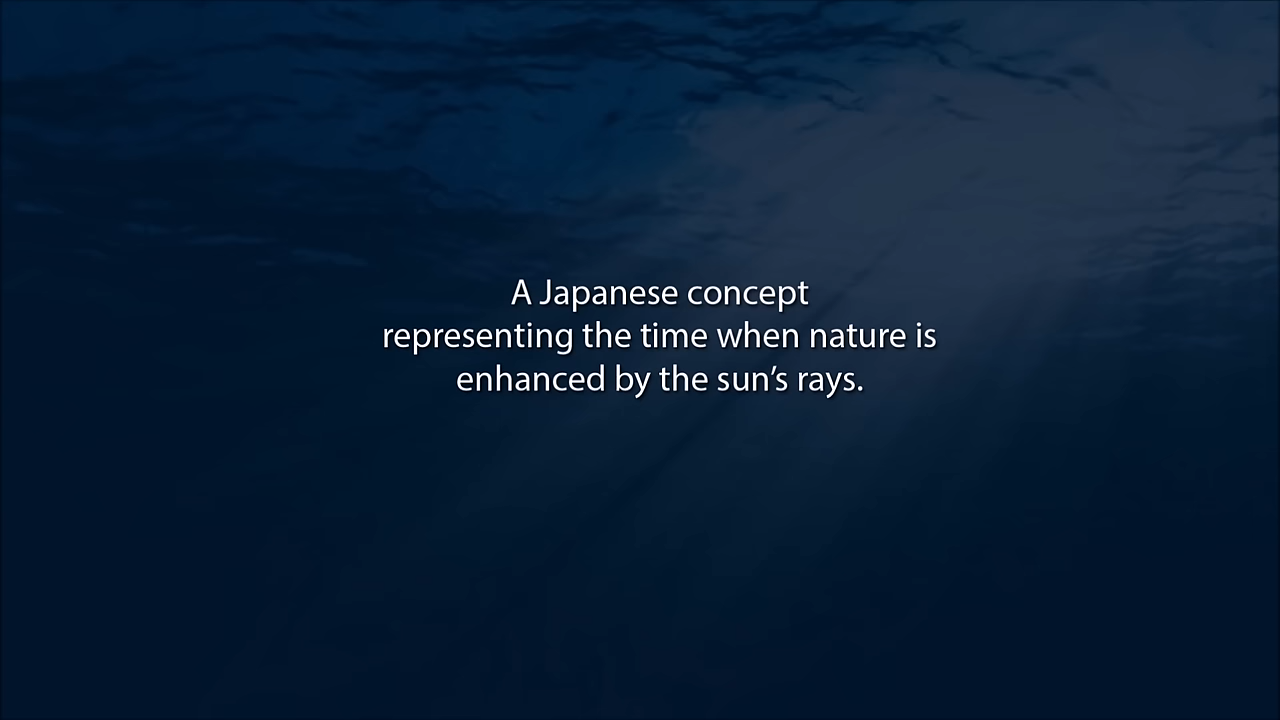 A Japanese concept
representing the time when nature is
enhanced by the sun’s rays.